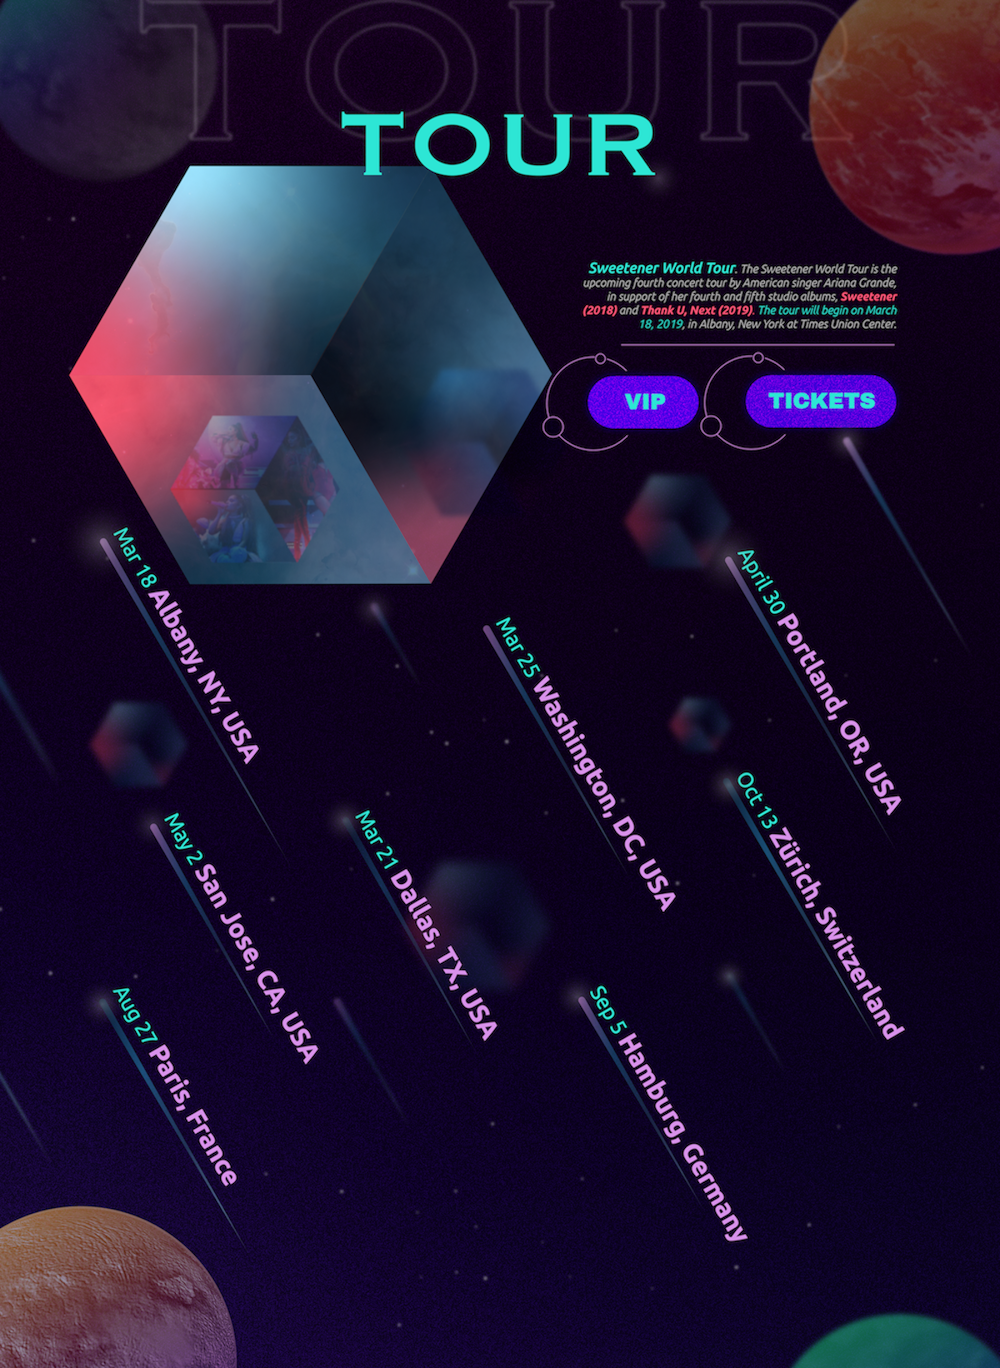 TOUR
TOUR
Sweetener World Tour. The Sweetener World Tour is the
upcoming fourth concert tour by American singer Ariana Grande,
in support of her fourth and fifth studio albums, Sweetener
(2018) and Thank U, Next (2019). The tour will begin on March
18, 2019, in Albany, New York at Times Union Center.
VIP
TICKETS
Mar 18 Albany, NY, USA
Mar 25 Washington, DC, USA
April 30 Portland, OR, USA
May 2 San Jose, CA, USA
Mar 21 Dallas, TX, USA
Oct 13 Zürich, Switzerland
Aug 27 Paris, France
Sep 5 Hamburg, Germany